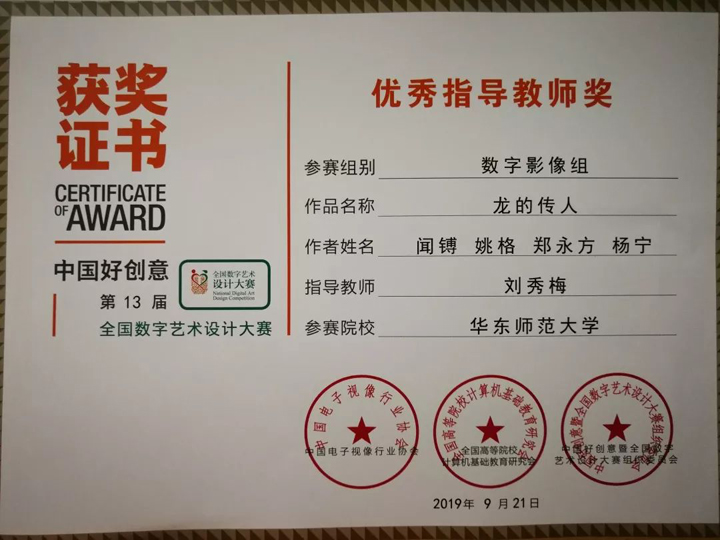 获奖
证书
CERTIFICATE
OF AWARD
中国好创意
第 13 届
全国数字艺术
设计大赛
National Digital Art
Design Competition
全国数字艺术设计大赛
优秀指导教师奖
参赛组别 数字影像组
作品名称 龙的传人
作者姓名 闻镈 姚格 郑永方 杨宁
指导教师 刘秀梅
参赛院校 华东师范大学
中国电子视像行业协会
中国电子视像行业协会
全国高等院校计算机基础教育研究会
全国高等院校
计算机基础教育研究会
中国好创意暨全国数字艺术设计大赛组织委员会
中国好创意暨全国数字
艺术设计大赛组织委员会
2019年 9 月21日